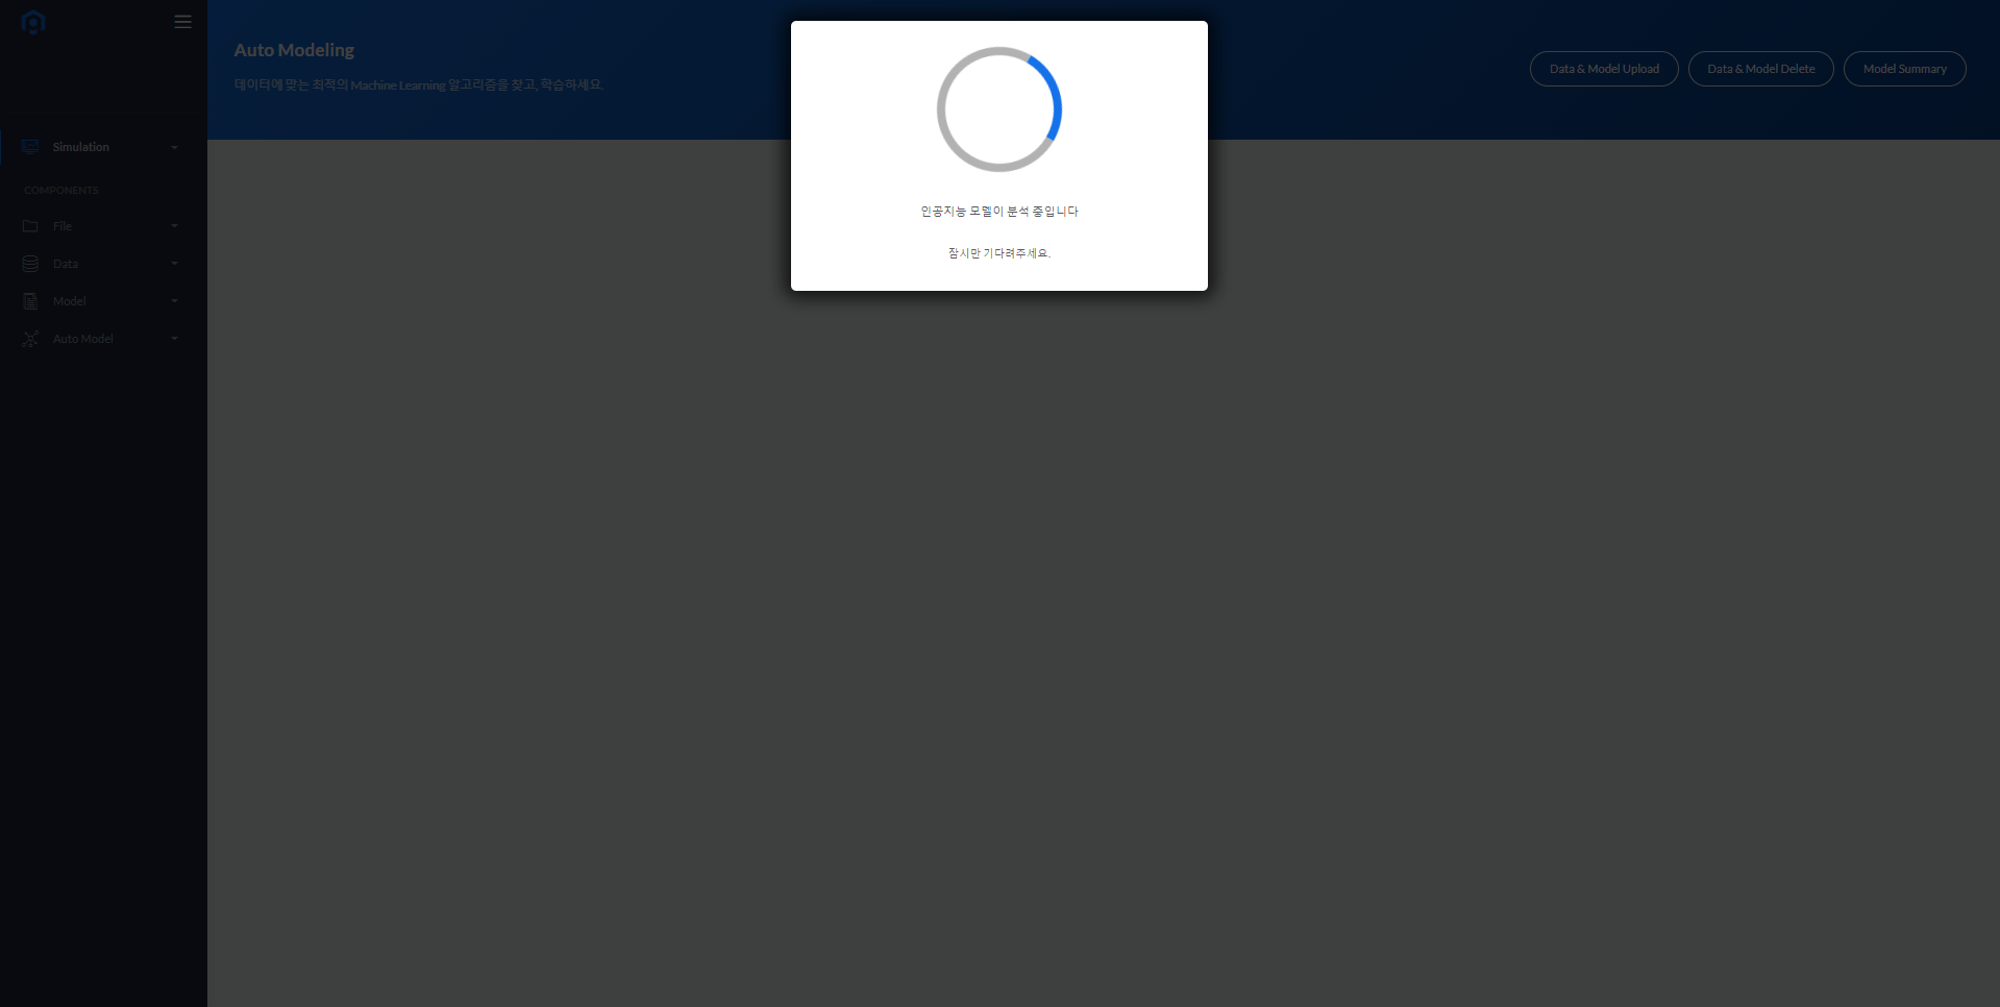 Auto Modeling
데이터에 맞는 최적의 Machine Learning 알고리즘을 찾고, 학습하세요.
Data & Model Upload
Data & Model Delete
Model Summary
Simulation
COMPONENTS
File
Data
Model
Auto Model
인공지능 모델이 분석 중입니다
잠시만 기다려주세요.